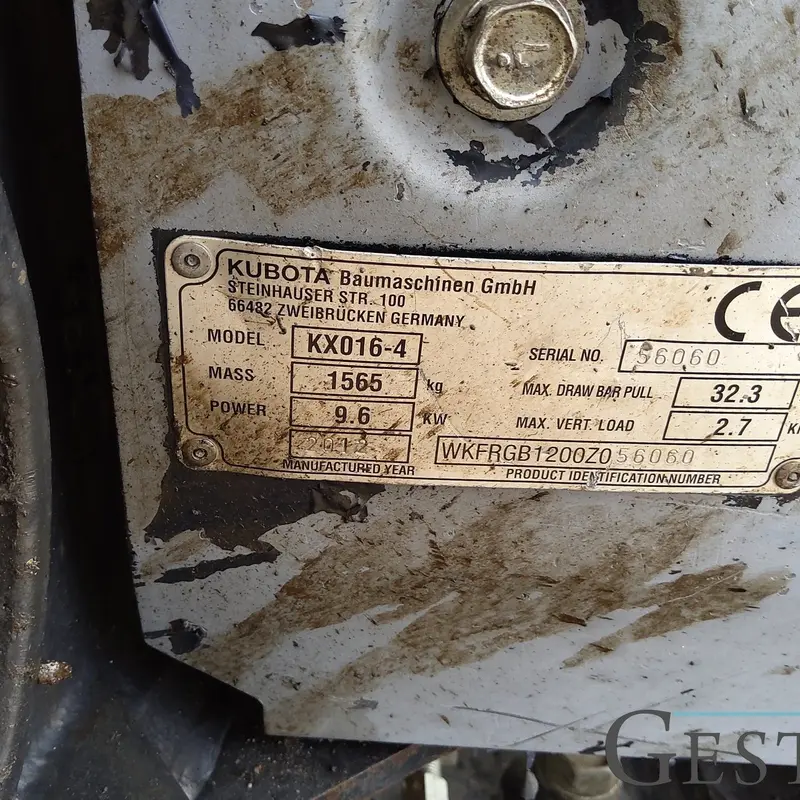 KUBOTA Baumaschinen GmbH
STEINHAUSER STR. 100
66482 ZWEIBRÜCKEN GERMANY
CE
MODEL KX016-4
SERIAL NO. 56060
MASS 1565 kg
MAX. DRAW BAR PULL 32.3
POWER 9.6 KW
MAX. VERT. LOAD 2.7
2012
MANUFACTURED YEAR
WKFRGB1200Z056060
PRODUCT IDENTIFICATION NUMBER
GEST